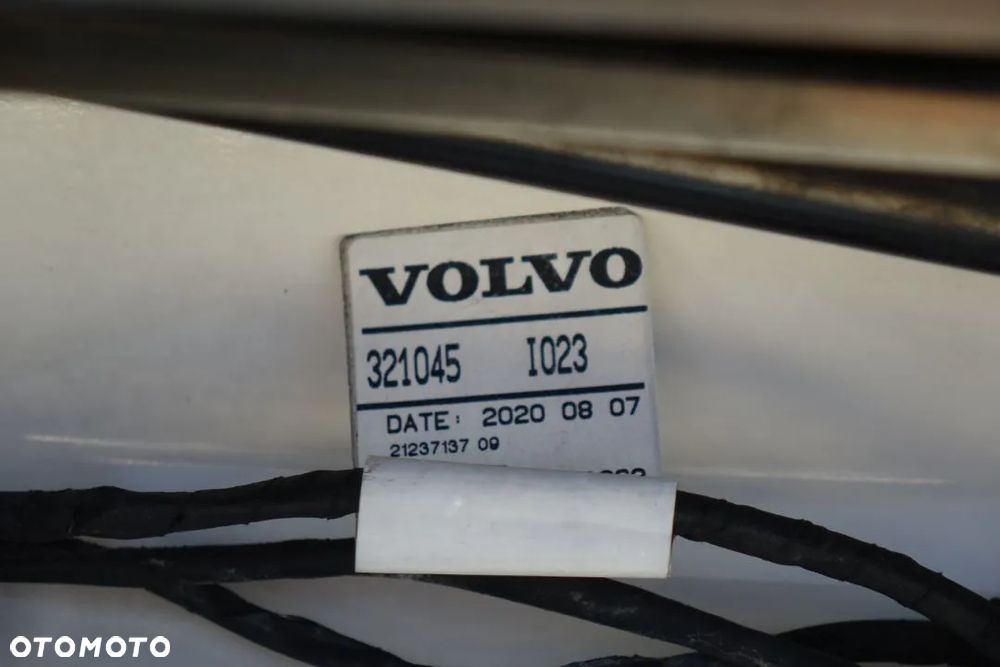 VOLVO
321045 I023
DATE: 2020 08 07
21237137 09
OTOMOTO